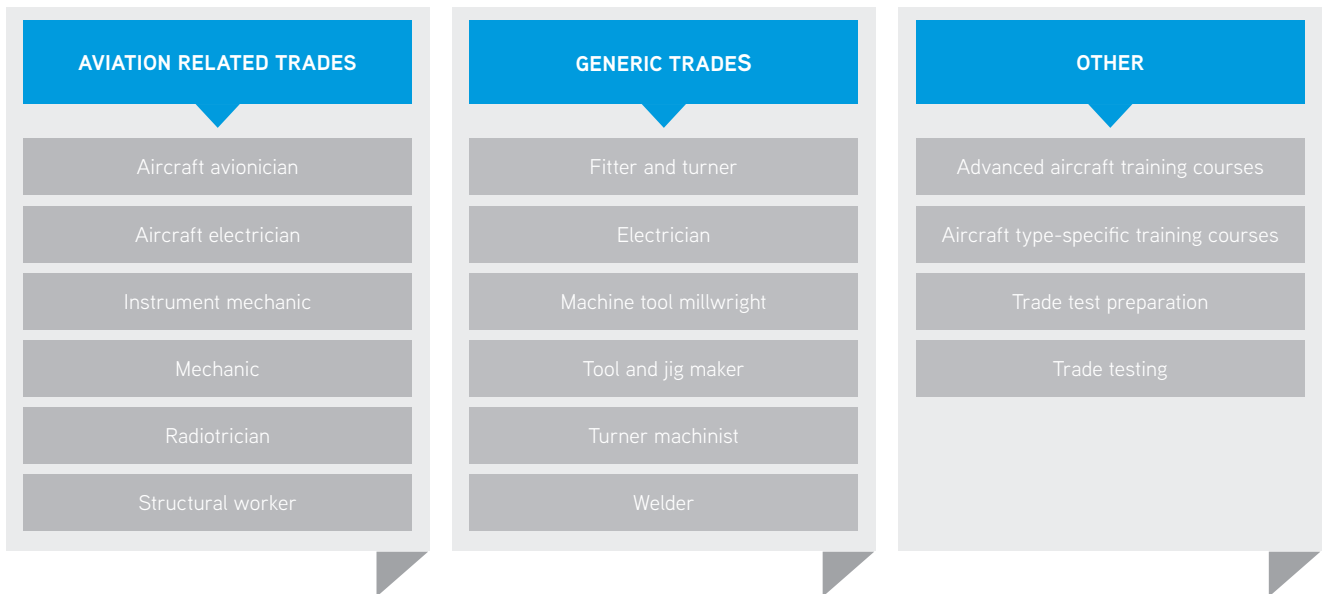 AVIATION RELATED TRADES
Aircraft avionician
Aircraft electrician
Instrument mechanic
Mechanic
Radiotrician
Structural worker
GENERIC TRADES
Fitter and turner
Electrician
Machine tool millwright
Tool and jig maker
Turner machinist
Welder
OTHER
Advanced aircraft training courses
Aircraft type-specific training courses
Trade test preparation
Trade testing